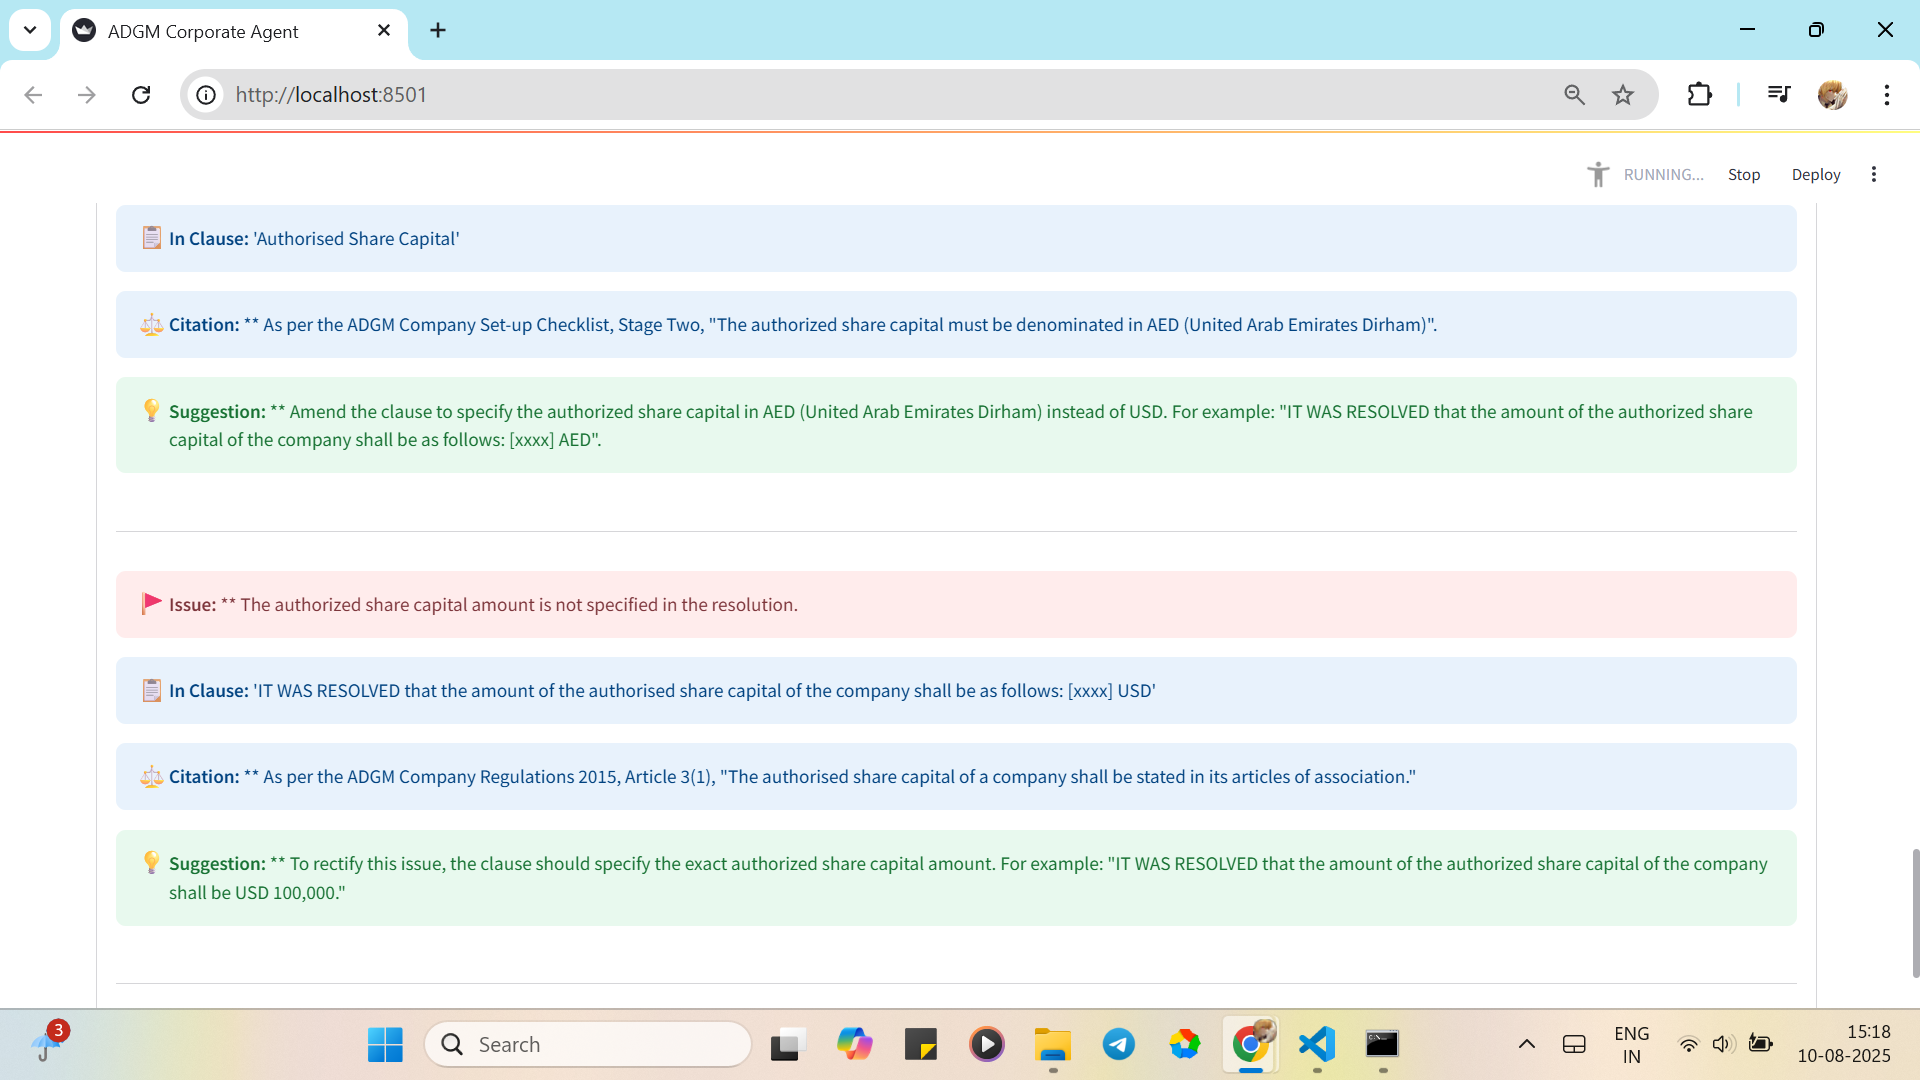 ADGM Corporate Agent
http://localhost:8501
RUNNING...
Stop
Deploy
In Clause: 'Authorised Share Capital'
Citation: ** As per the ADGM Company Set-up Checklist, Stage Two, "The authorized share capital must be denominated in AED (United Arab Emirates Dirham)".
Suggestion: ** Amend the clause to specify the authorized share capital in AED (United Arab Emirates Dirham) instead of USD. For example: "IT WAS RESOLVED that the amount of the authorized share
capital of the company shall be as follows: [xxxx] AED".
Issue: ** The authorized share capital amount is not specified in the resolution.
In Clause: 'IT WAS RESOLVED that the amount of the authorised share capital of the company shall be as follows: [xxxx] USD'
Citation: ** As per the ADGM Company Regulations 2015, Article 3(1), "The authorised share capital of a company shall be stated in its articles of association."
Suggestion: ** To rectify this issue, the clause should specify the exact authorized share capital amount. For example: "IT WAS RESOLVED that the amount of the authorized share capital of the company
shall be USD 100,000."
3
Search
ENG
IN
15:18
10-08-2025